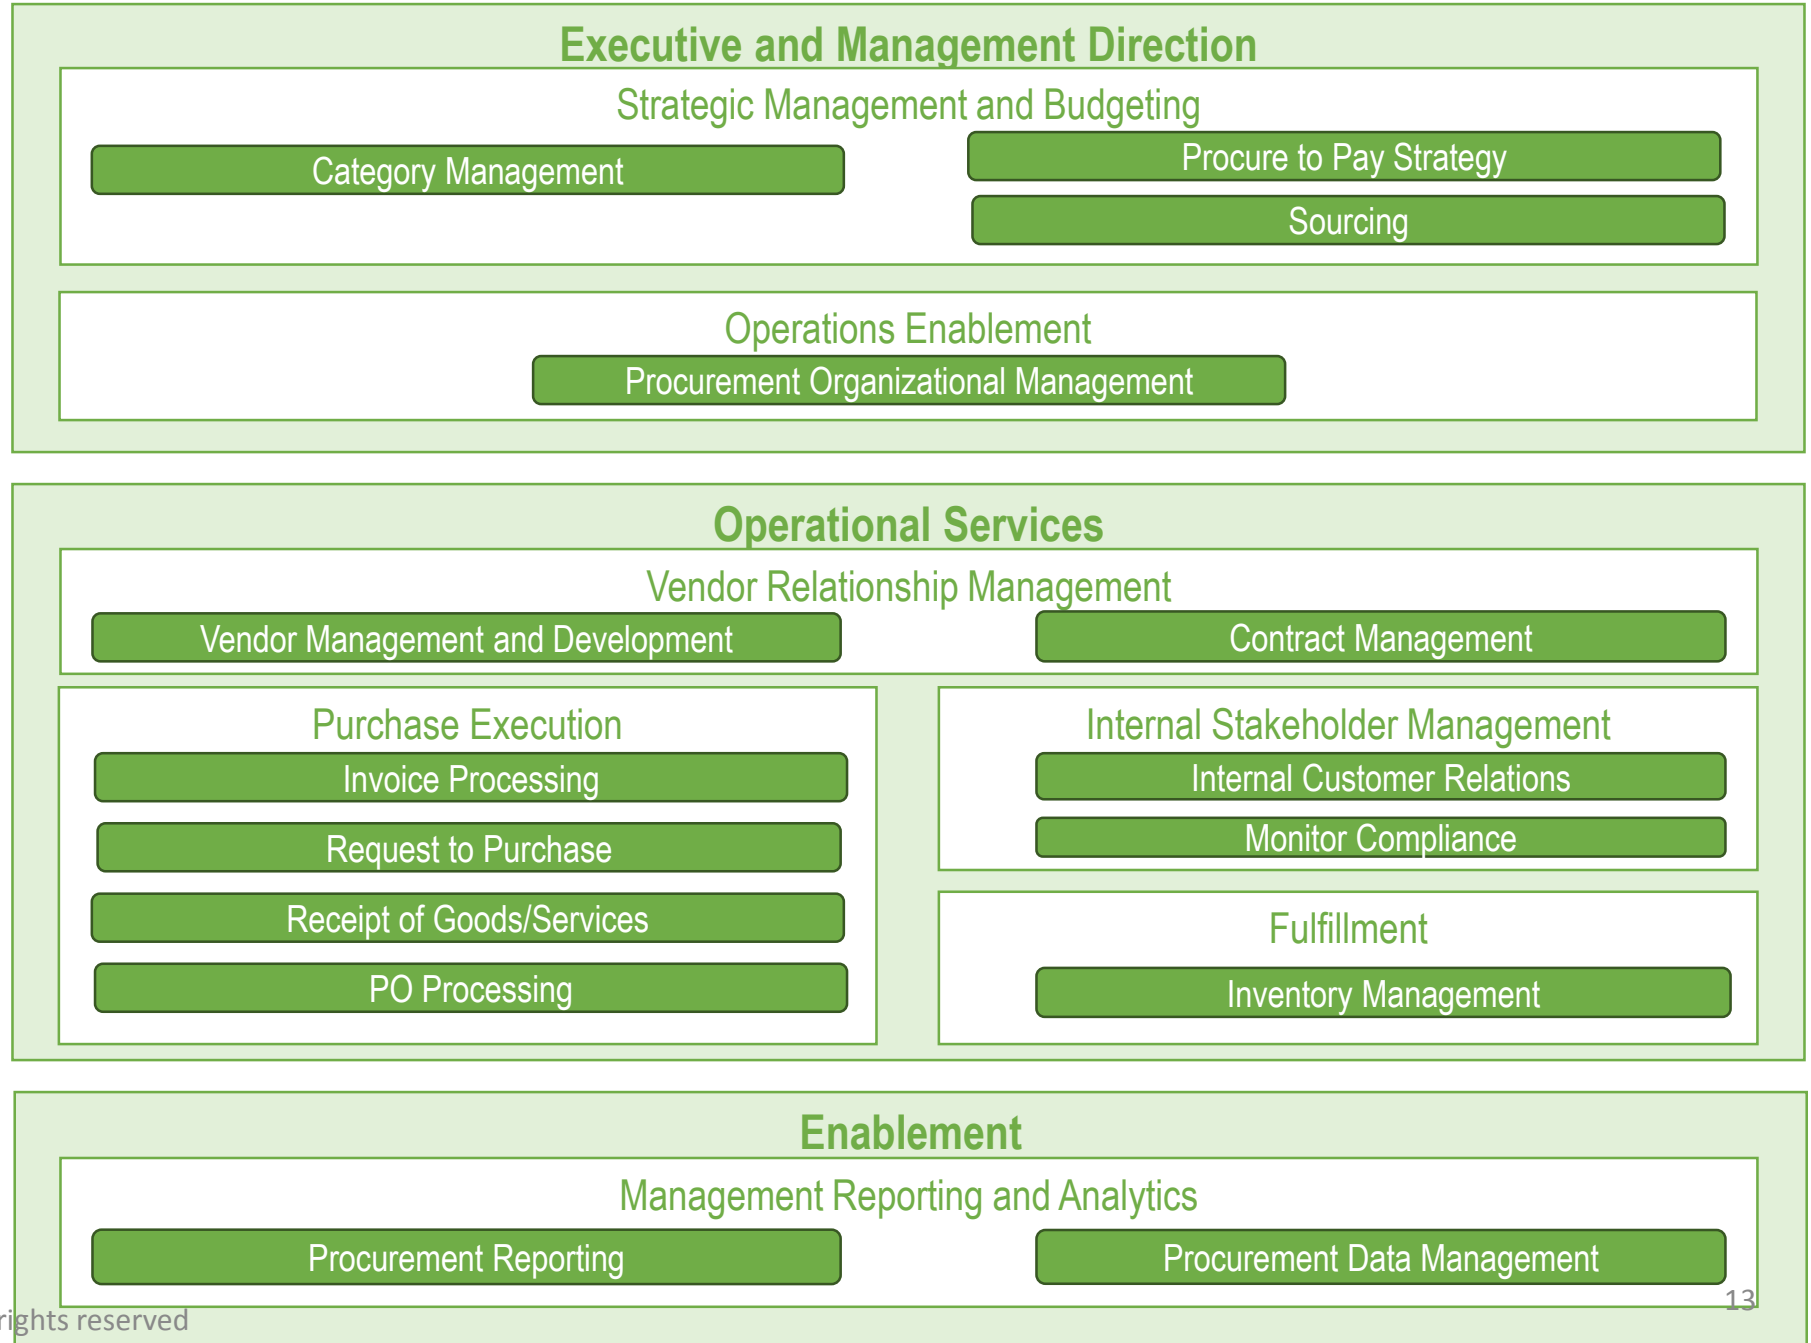 Executive and Management Direction
Strategic Management and Budgeting
Category Management
Procure to Pay Strategy
Sourcing
Operations Enablement
Procurement Organizational Management
Operational Services
Vendor Relationship Management
Vendor Management and Development
Contract Management
Purchase Execution
Invoice Processing
Request to Purchase
Receipt of Goods/Services
PO Processing
Internal Stakeholder Management
Internal Customer Relations
Monitor Compliance
Fulfillment
Inventory Management
Enablement
Management Reporting and Analytics
Procurement Reporting
Procurement Data Management
rights reserved
13